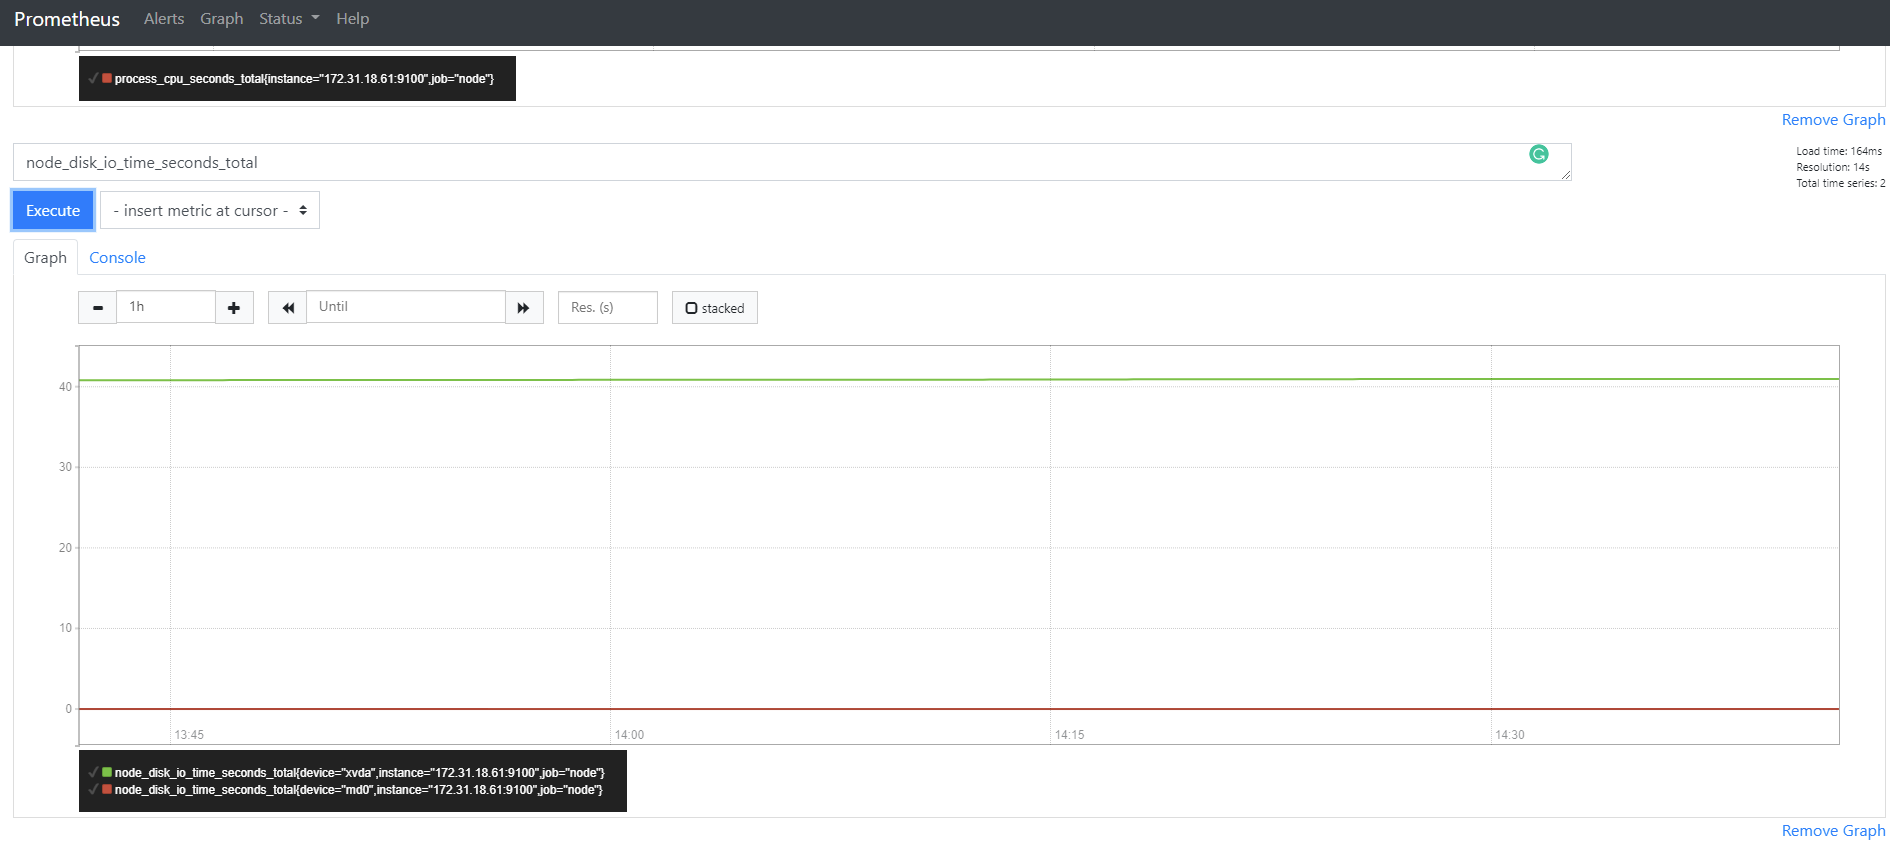 Prometheus Alerts Graph Status Help
process_cpu_seconds_total{instance="172.31.18.61:9100",job="node"}
Remove Graph
node_disk_io_time_seconds_total
Load time: 164ms
Resolution: 14s
Total time series: 2
Execute - insert metric at cursor -
Graph Console
1h Until Res. (s) stacked
40
30
20
10
0
13:45 14:00 14:15 14:30
node_disk_io_time_seconds_total{device="xvda",instance="172.31.18.61:9100",job="node"}
node_disk_io_time_seconds_total{device="md0",instance="172.31.18.61:9100",job="node"}
Remove Graph